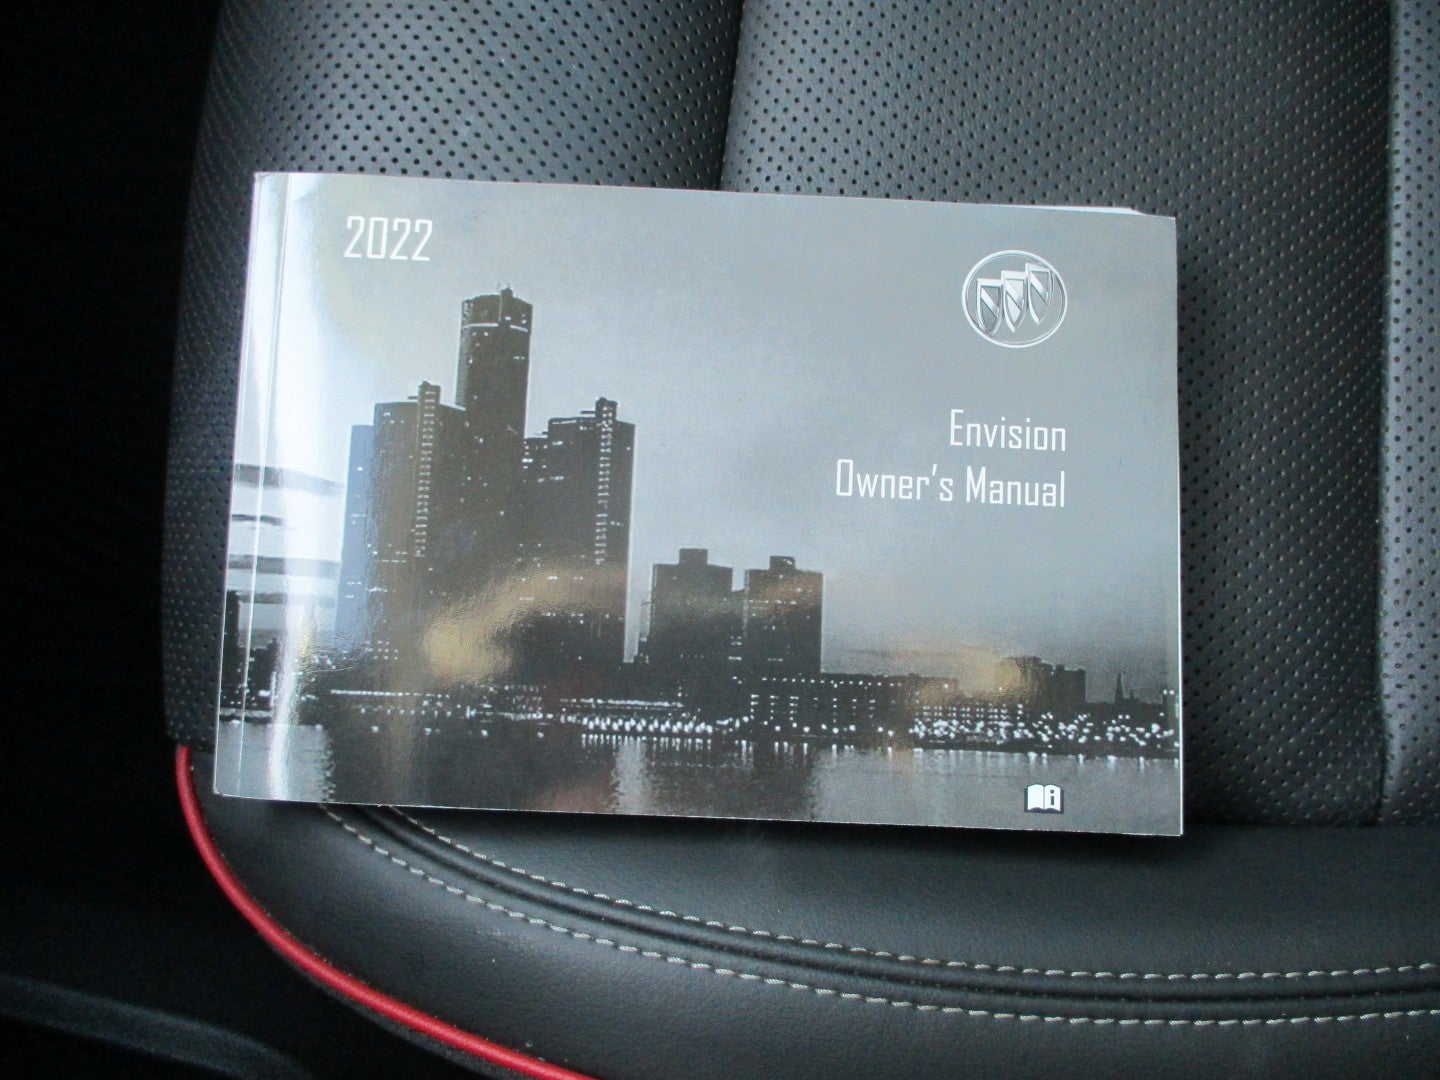 2022
Envision
Owner's Manual
i